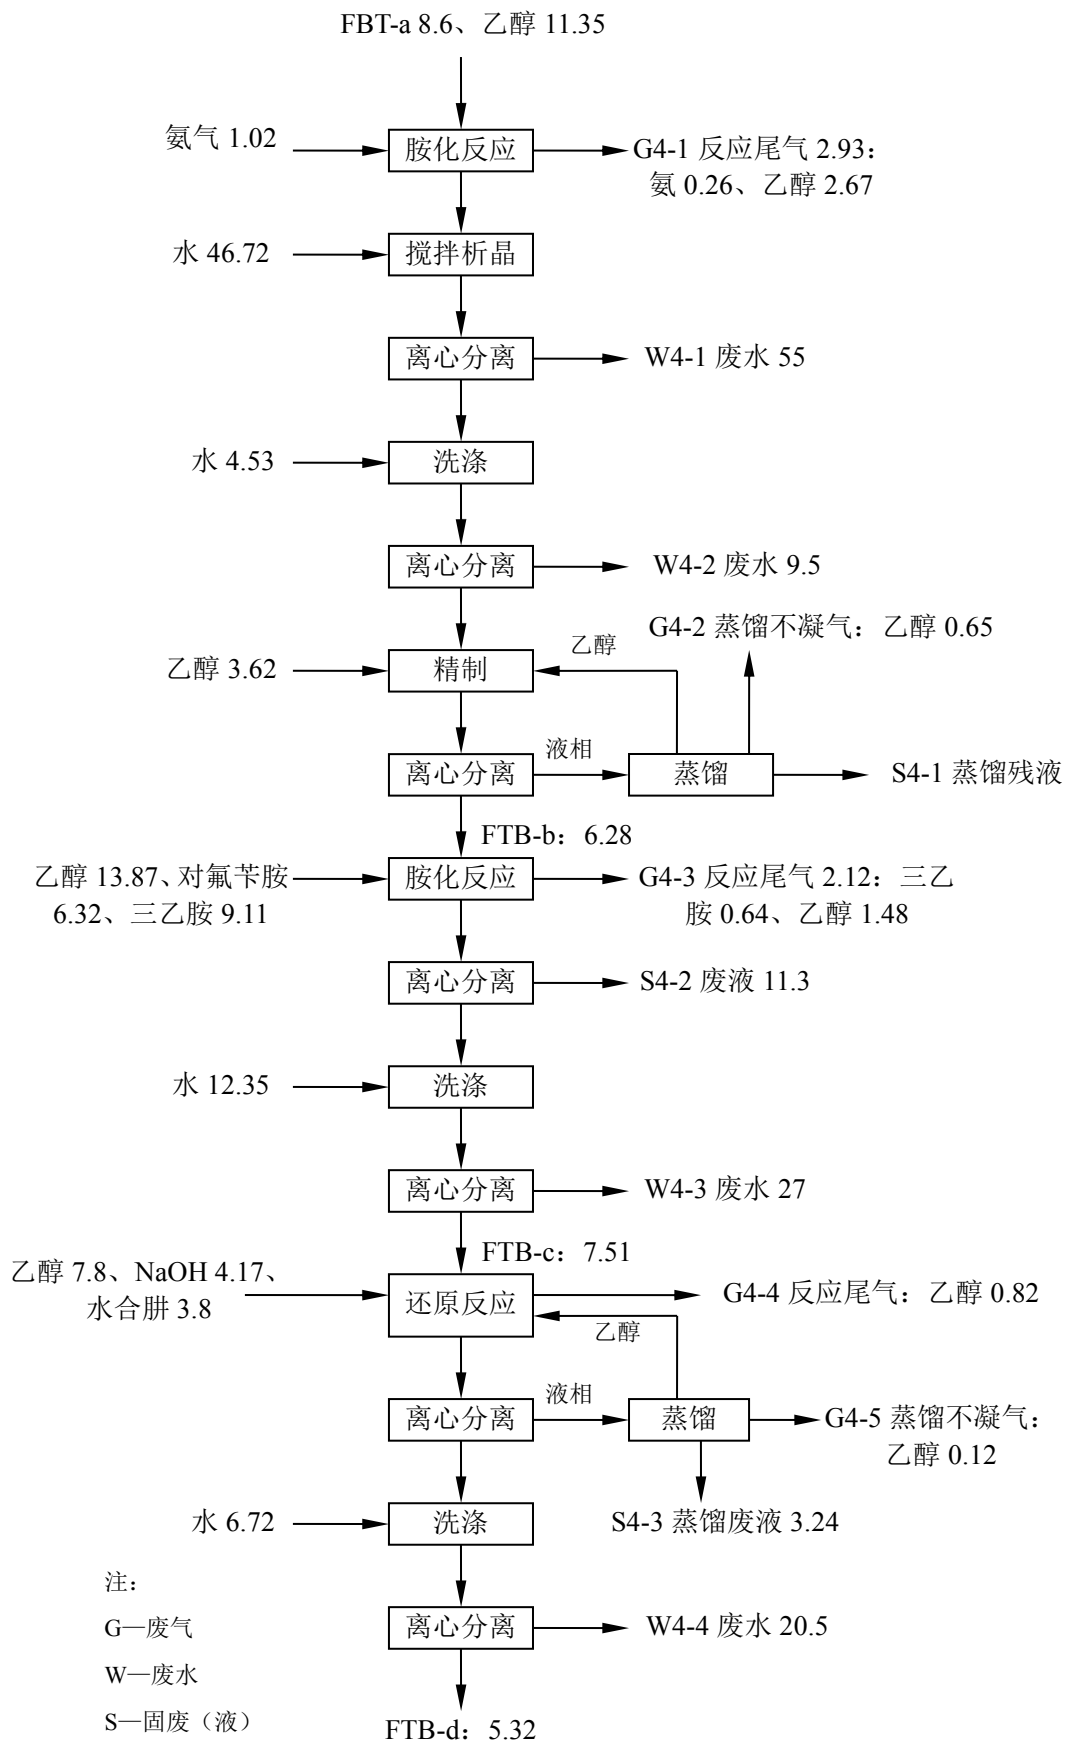 FBT-a 8.6、乙醇 11.35
氨气 1.02
胺化反应
G4-1 反应尾气 2.93：
氨 0.26、乙醇 2.67
水 46.72
搅拌析晶
离心分离
W4-1 废水 55
水 4.53
洗涤
离心分离
W4-2 废水 9.5
G4-2 蒸馏不凝气：乙醇 0.65
乙醇
乙醇 3.62
精制
液相
离心分离
蒸馏
S4-1 蒸馏残液
FTB-b：6.28
乙醇 13.87、对氟苄胺
6.32、三乙胺 9.11
胺化反应
G4-3 反应尾气 2.12：三乙
胺 0.64、乙醇 1.48
离心分离
S4-2 废液 11.3
水 12.35
洗涤
离心分离
W4-3 废水 27
FTB-c：7.51
乙醇 7.8、NaOH 4.17、
水合肼 3.8
还原反应
G4-4 反应尾气：乙醇 0.82
乙醇
液相
离心分离
蒸馏
G4-5 蒸馏不凝气：
乙醇 0.12
水 6.72
洗涤
S4-3 蒸馏废液 3.24
注：
G—废气
W—废水
S—固废（液）
离心分离
W4-4 废水 20.5
FTB-d：5.32